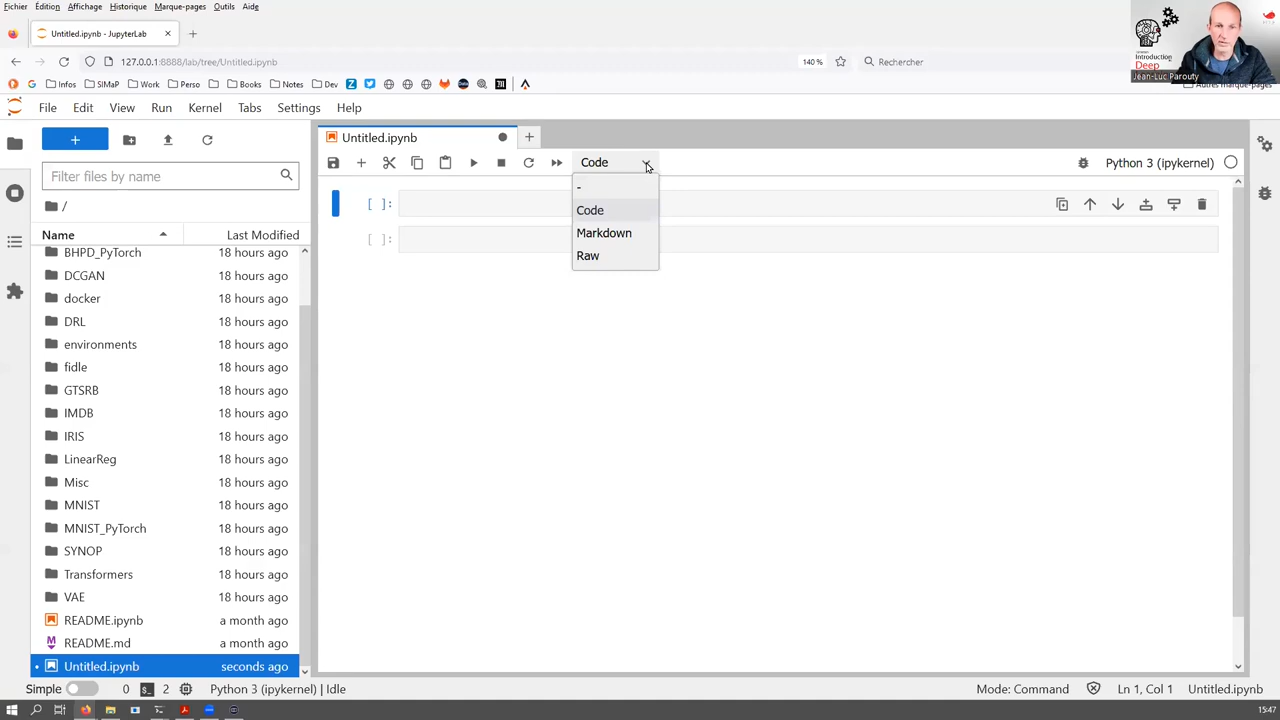 Fichier Édition Affichage Historique Marque-pages Outils Aide
Untitled.ipynb - JupyterLab
127.0.0.1:8888/lab/tree/Untitled.ipynb 140 % Rechercher
Infos SIMaP Work Perso Books Notes Dev Autres marque-pages
Introduction
Deep
Jean-Luc Parouty
File Edit View Run Kernel Tabs Settings Help
Untitled.ipynb
Code Python 3 (ipykernel)
Filter files by name
/
Name Last Modified
BHPD_PyTorch 18 hours ago
DCGAN 18 hours ago
docker 18 hours ago
DRL 18 hours ago
environments 18 hours ago
fidle 18 hours ago
GTSRB 18 hours ago
IMDB 18 hours ago
IRIS 18 hours ago
LinearReg 18 hours ago
Misc 18 hours ago
MNIST 18 hours ago
MNIST_PyTorch 18 hours ago
SYNOP 18 hours ago
Transformers 18 hours ago
VAE 18 hours ago
README.ipynb a month ago
README.md a month ago
Untitled.ipynb seconds ago
-
Code
Markdown
Raw
[ ]:
[ ]:
Simple 0 2 Python 3 (ipykernel) | Idle Mode: Command Ln 1, Col 1 Untitled.ipynb
15:47